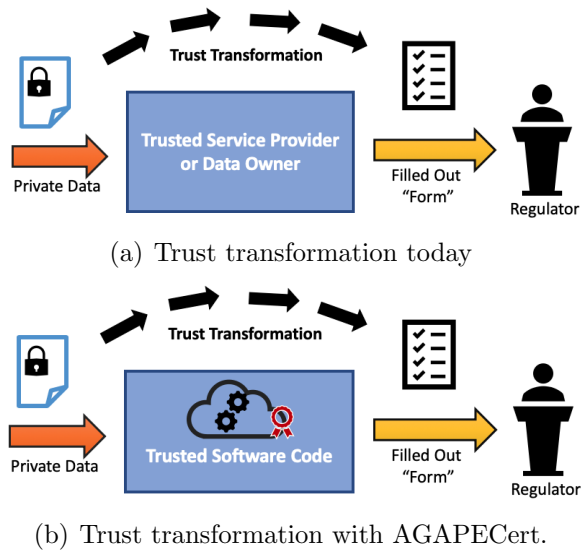 Trust Transformation
Trusted Service Provider
or Data Owner
Private Data
Filled Out
"Form"
Regulator
(a) Trust transformation today
Trust Transformation
Trusted Software Code
Private Data
Filled Out
"Form"
Regulator
(b) Trust transformation with AGAPECert.